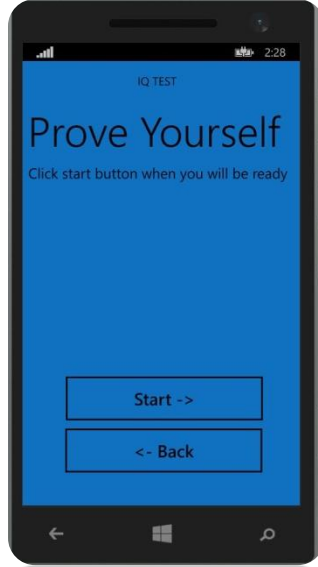 2:28
IQ TEST
Prove Yourself
Click start button when you will be ready
Start ->
<- Back